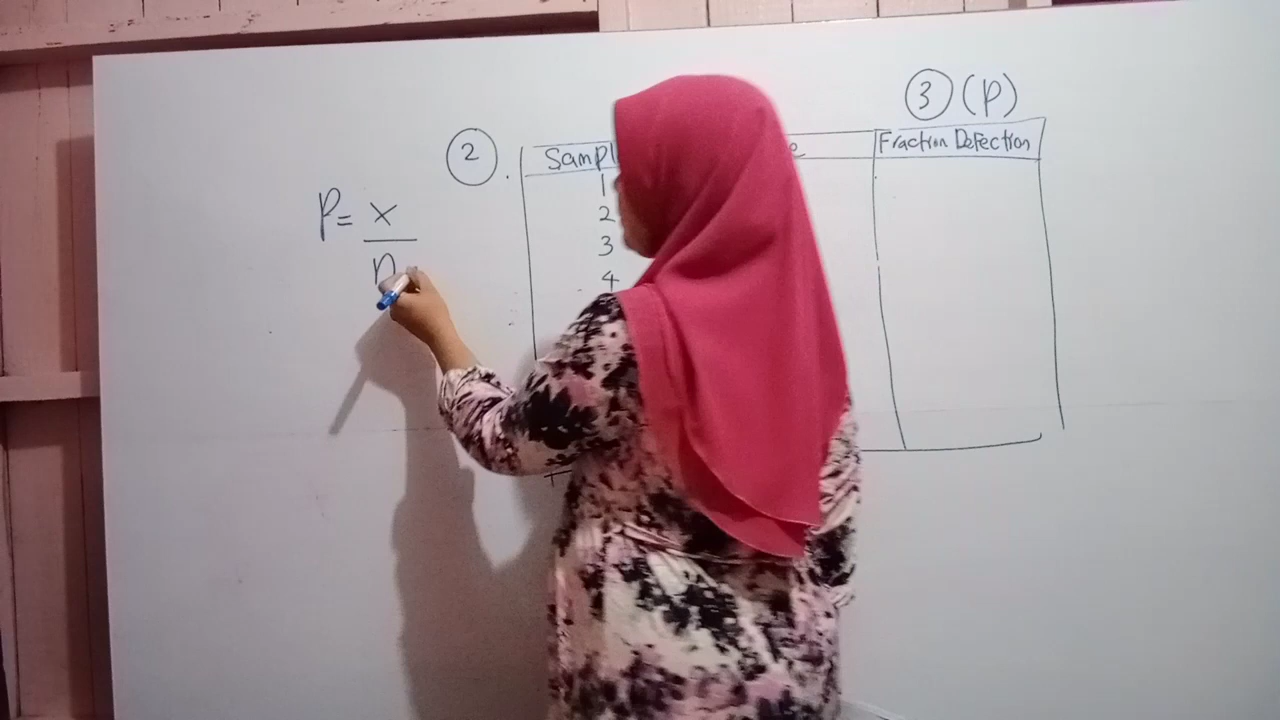 3 (P)
2 .
Sampl e Fraction Defection
1
2
3
4
P = x
n